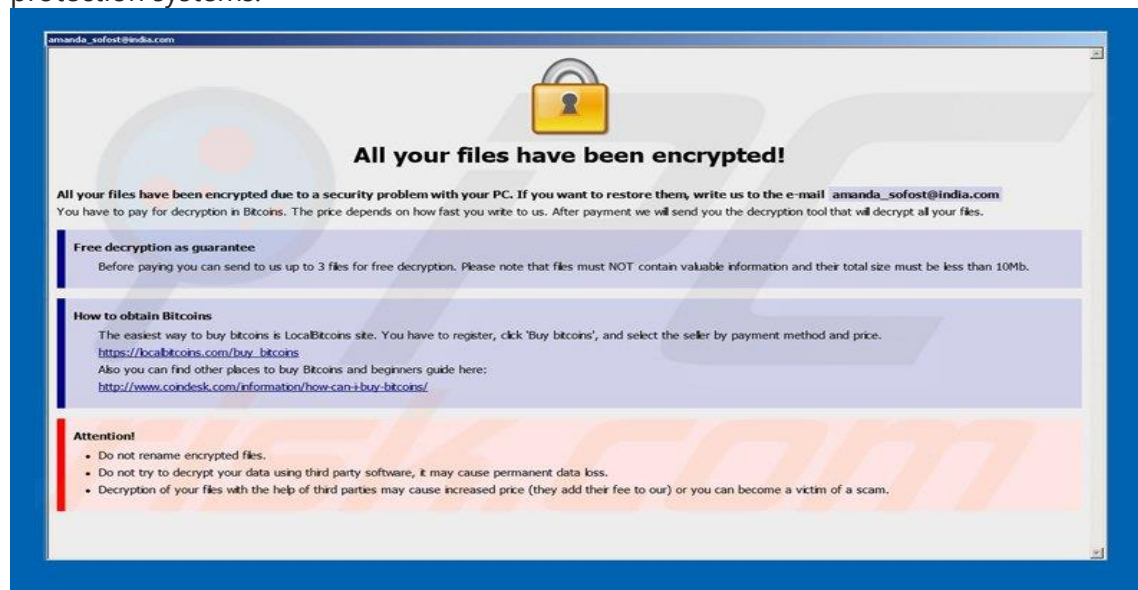 protection systems.
amanda_sofost@india.com
All your files have been encrypted!
All your files have been encrypted due to a security problem with your PC. If you want to restore them, write us to the e-mail amanda_sofost@india.com
You have to pay for decryption in Bitcoins. The price depends on how fast you write to us. After payment we will send you the decryption tool that will decrypt all your files.
Free decryption as guarantee
Before paying you can send to us up to 3 files for free decryption. Please note that files must NOT contain valuable information and their total size must be less than 10Mb.
How to obtain Bitcoins
The easiest way to buy bitcoins is LocalBitcoins site. You have to register, click 'Buy bitcoins', and select the seller by payment method and price.
https://localbitcoins.com/buy_bitcoins
Also you can find other places to buy Bitcoins and beginners guide here:
http://www.coindesk.com/information/how-can-i-buy-bitcoins/
Attention!
• Do not rename encrypted files.
• Do not try to decrypt your data using third party software, it may cause permanent data loss.
• Decryption of your files with the help of third parties may cause increased price (they add their fee to our) or you can become a victim of a scam.
PC
risk.com